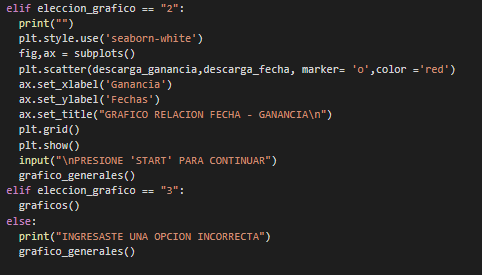 elif eleccion_grafico == "2":
  print("")
  plt.style.use('seaborn-white')
  fig,ax = subplots()
  plt.scatter(descarga_ganancia,descarga_fecha, marker= 'o',color ='red')
  ax.set_xlabel('Ganancia')
  ax.set_ylabel('Fechas')
  ax.set_title("GRAFICO RELACION FECHA - GANANCIA\n")
  plt.grid()
  plt.show()
  input("\nPRESIONE 'START' PARA CONTINUAR")
  grafico_generales()
elif eleccion_grafico == "3":
  graficos()
else:
  print("INGRESASTE UNA OPCION INCORRECTA")
  grafico_generales()